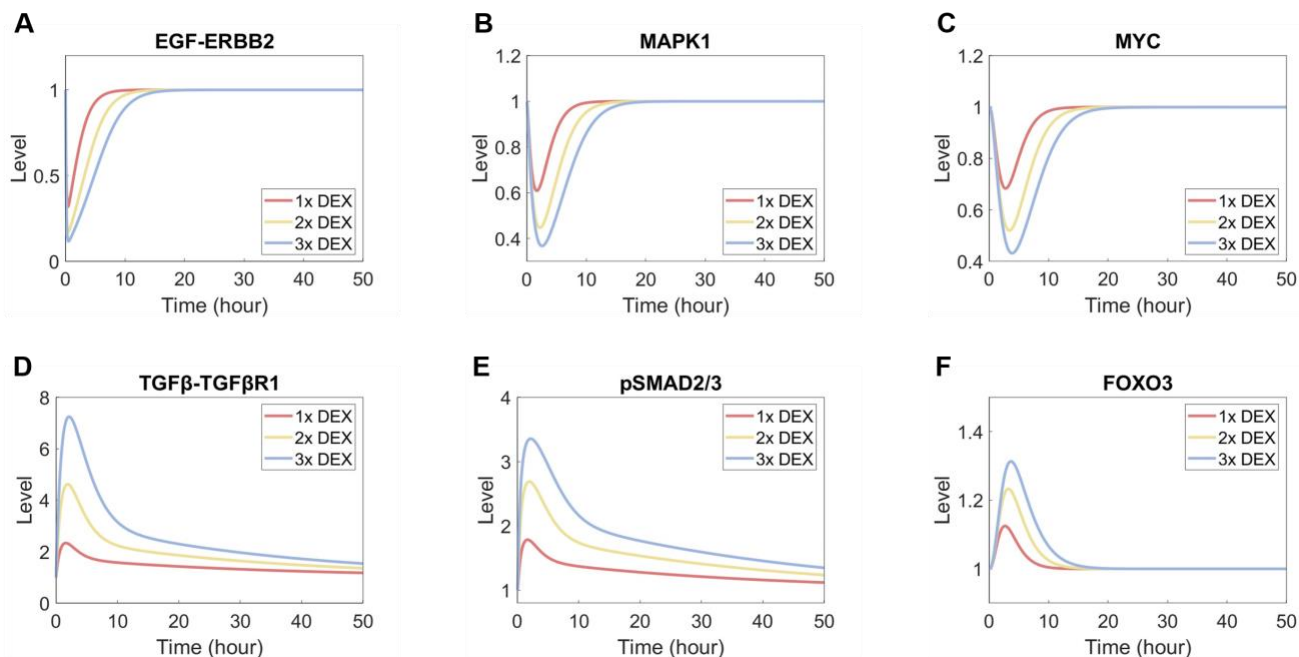 A
EGF-ERBB2
Level
1
0.5
0
0 10 20 30 40 50
Time (hour)
1x DEX
2x DEX
3x DEX
B
MAPK1
Level
1.2
1
0.8
0.6
0.4
0 10 20 30 40 50
Time (hour)
1x DEX
2x DEX
3x DEX
C
MYC
Level
1.2
1
0.8
0.6
0.4
0 10 20 30 40 50
Time (hour)
1x DEX
2x DEX
3x DEX
D
TGFβ-TGFβR1
Level
8
6
4
2
0
0 10 20 30 40 50
Time (hour)
1x DEX
2x DEX
3x DEX
E
pSMAD2/3
Level
4
3
2
1
0 10 20 30 40 50
Time (hour)
1x DEX
2x DEX
3x DEX
F
FOXO3
Level
1.4
1.2
1
0 10 20 30 40 50
Time (hour)
1x DEX
2x DEX
3x DEX